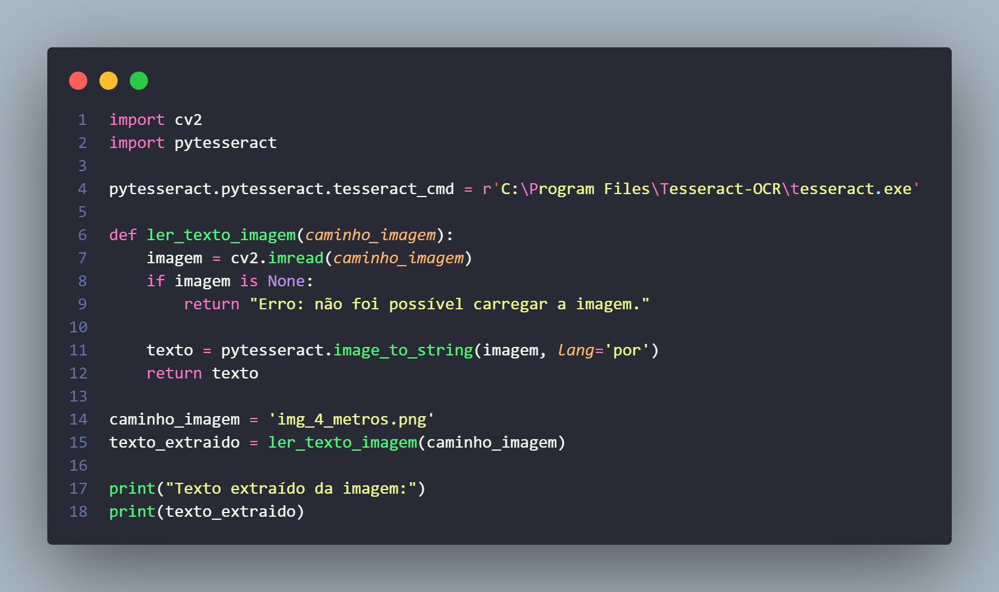 1 import cv2
2 import pytesseract
3
4 pytesseract.pytesseract.tesseract_cmd = r'C:\Program Files\Tesseract-OCR\tesseract.exe'
5
6 def ler_texto_imagem(caminho_imagem):
7     imagem = cv2.imread(caminho_imagem)
8     if imagem is None:
9         return "Erro: não foi possível carregar a imagem."
10
11     texto = pytesseract.image_to_string(imagem, lang='por')
12     return texto
13
14 caminho_imagem = 'img_4_metros.png'
15 texto_extraido = ler_texto_imagem(caminho_imagem)
16
17 print("Texto extraído da imagem:")
18 print(texto_extraido)